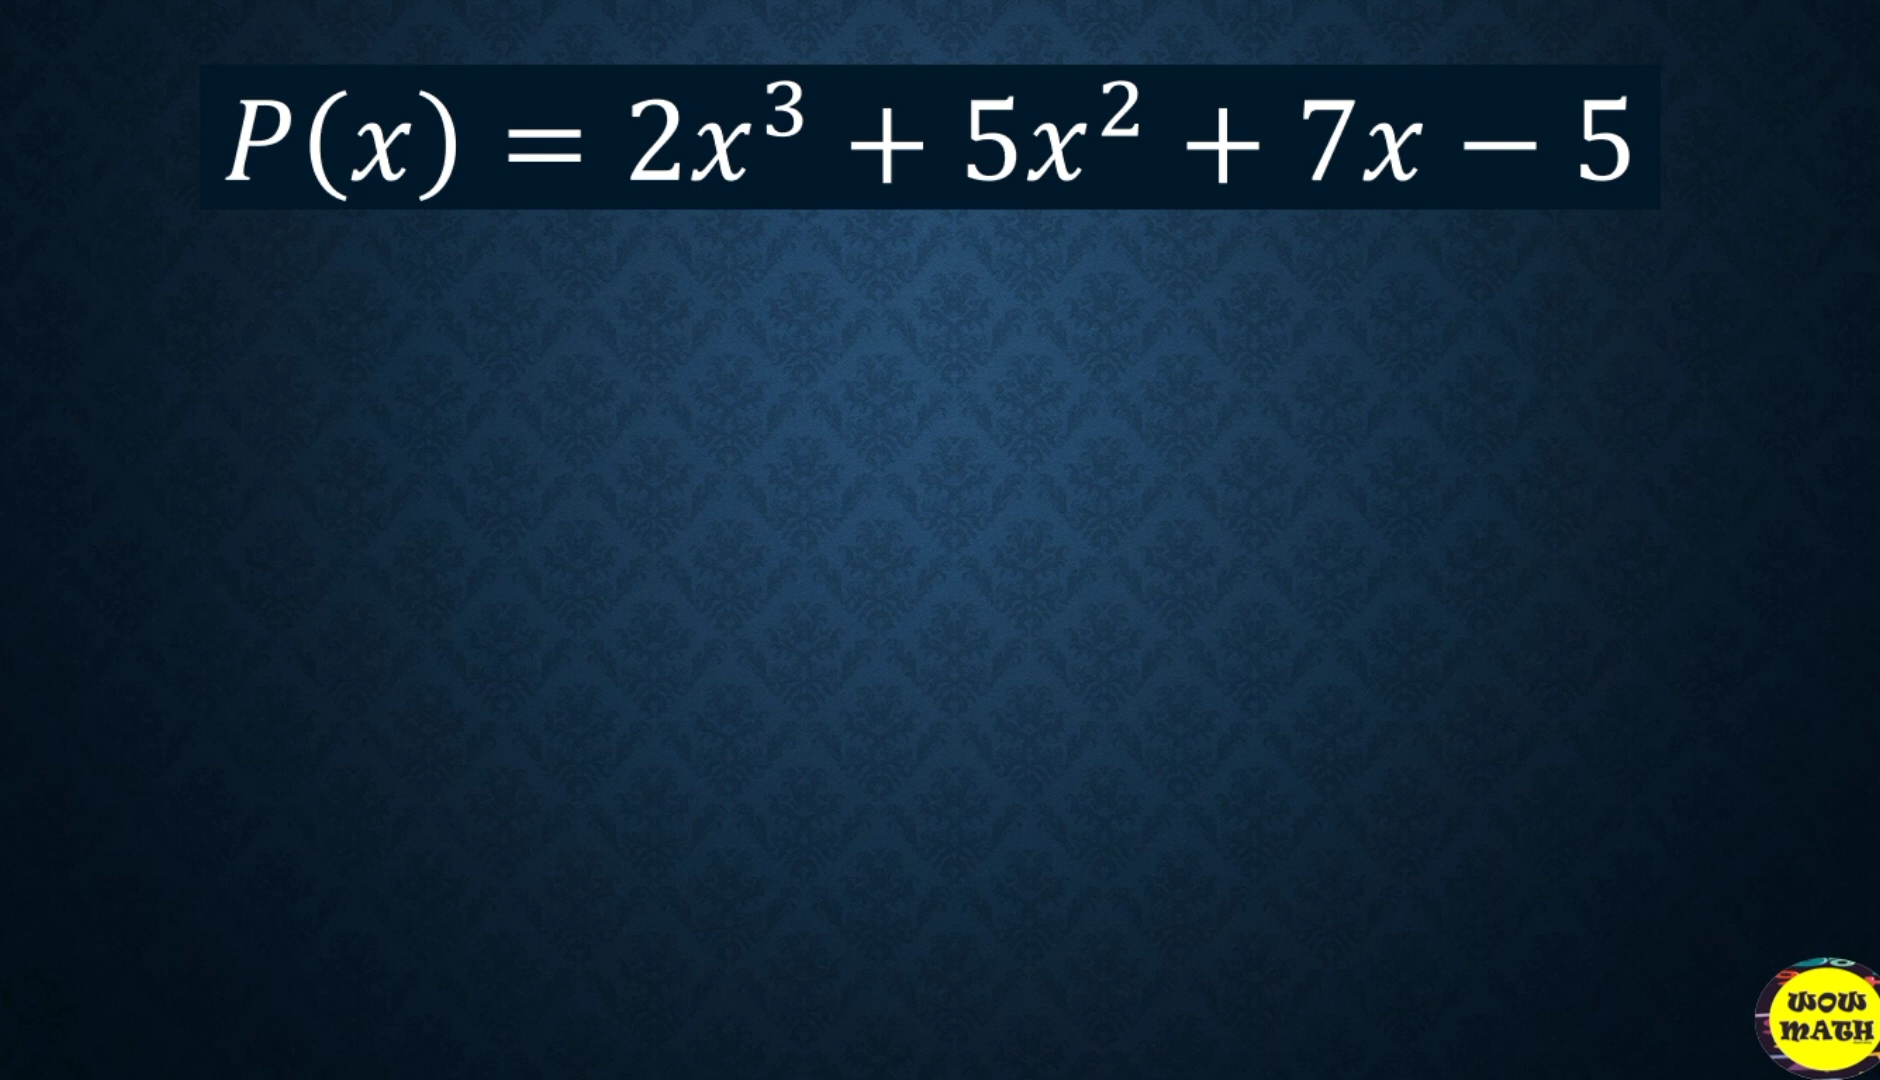 P(x) = 2x³ + 5x² + 7x − 5
WOW
MATH